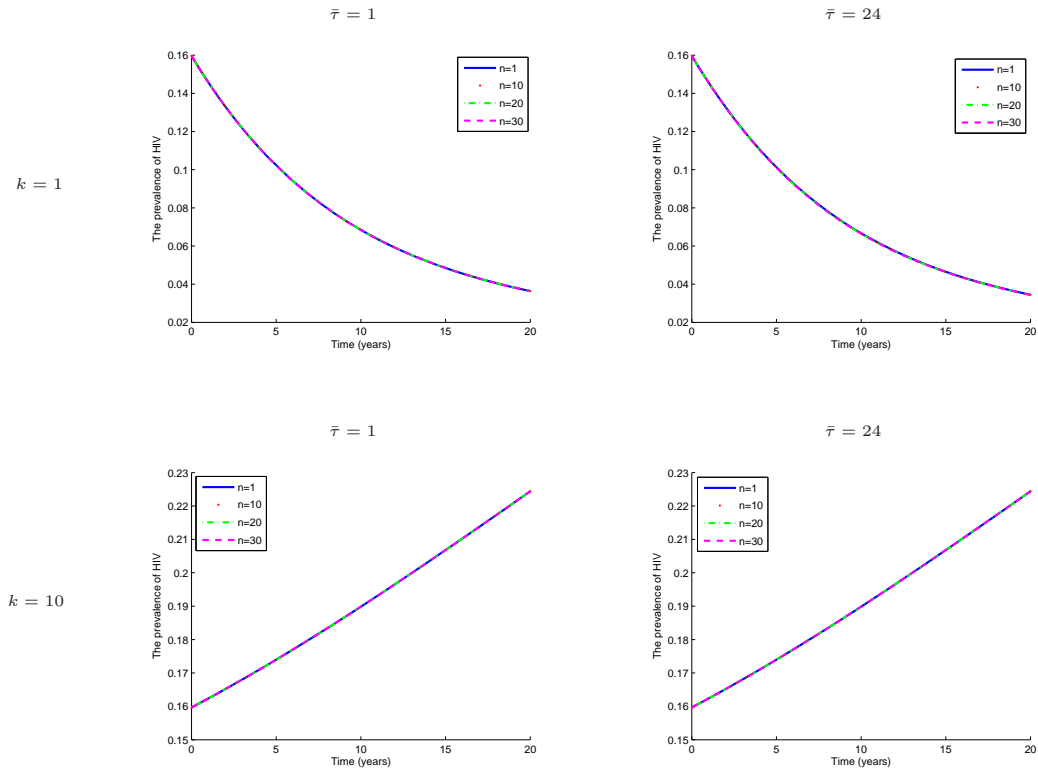 τ̄ = 1
τ̄ = 24
k = 1
The prevalence of HIV
0.16
0.14
0.12
0.1
0.08
0.06
0.04
0.02
0 5 10 15 20
Time (years)
n=1
n=10
n=20
n=30
The prevalence of HIV
0.16
0.14
0.12
0.1
0.08
0.06
0.04
0.02
0 5 10 15 20
Time (years)
n=1
n=10
n=20
n=30
τ̄ = 1
τ̄ = 24
k = 10
The prevalence of HIV
0.23
0.22
0.21
0.2
0.19
0.18
0.17
0.16
0.15
0 5 10 15 20
Time (years)
n=1
n=10
n=20
n=30
The prevalence of HIV
0.23
0.22
0.21
0.2
0.19
0.18
0.17
0.16
0.15
0 5 10 15 20
Time (years)
n=1
n=10
n=20
n=30